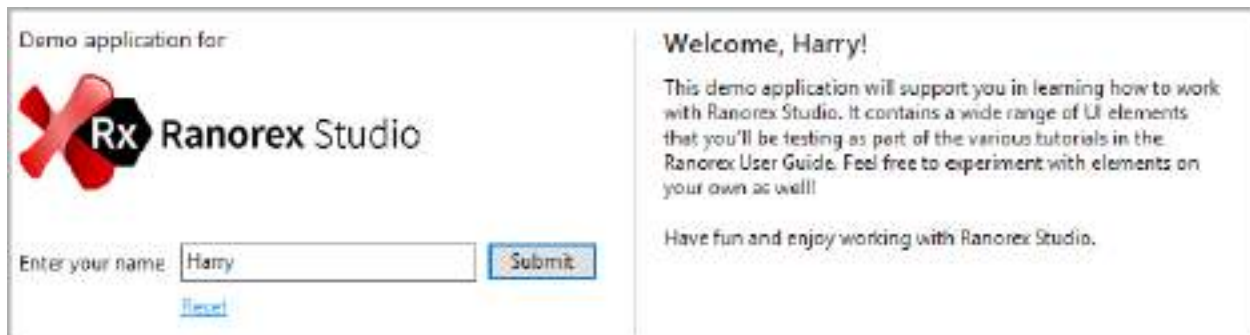 Demo application for
Rx Ranorex Studio
Enter your name Harry Submit
Reset
Welcome, Harry!
This demo application will support you in learning how to work
with Ranorex Studio. It contains a wide range of UI elements
that you'll be testing as part of the various tutorials in the
Ranorex User Guide. Feel free to experiment with elements on
your own as well!
Have fun and enjoy working with Ranorex Studio.